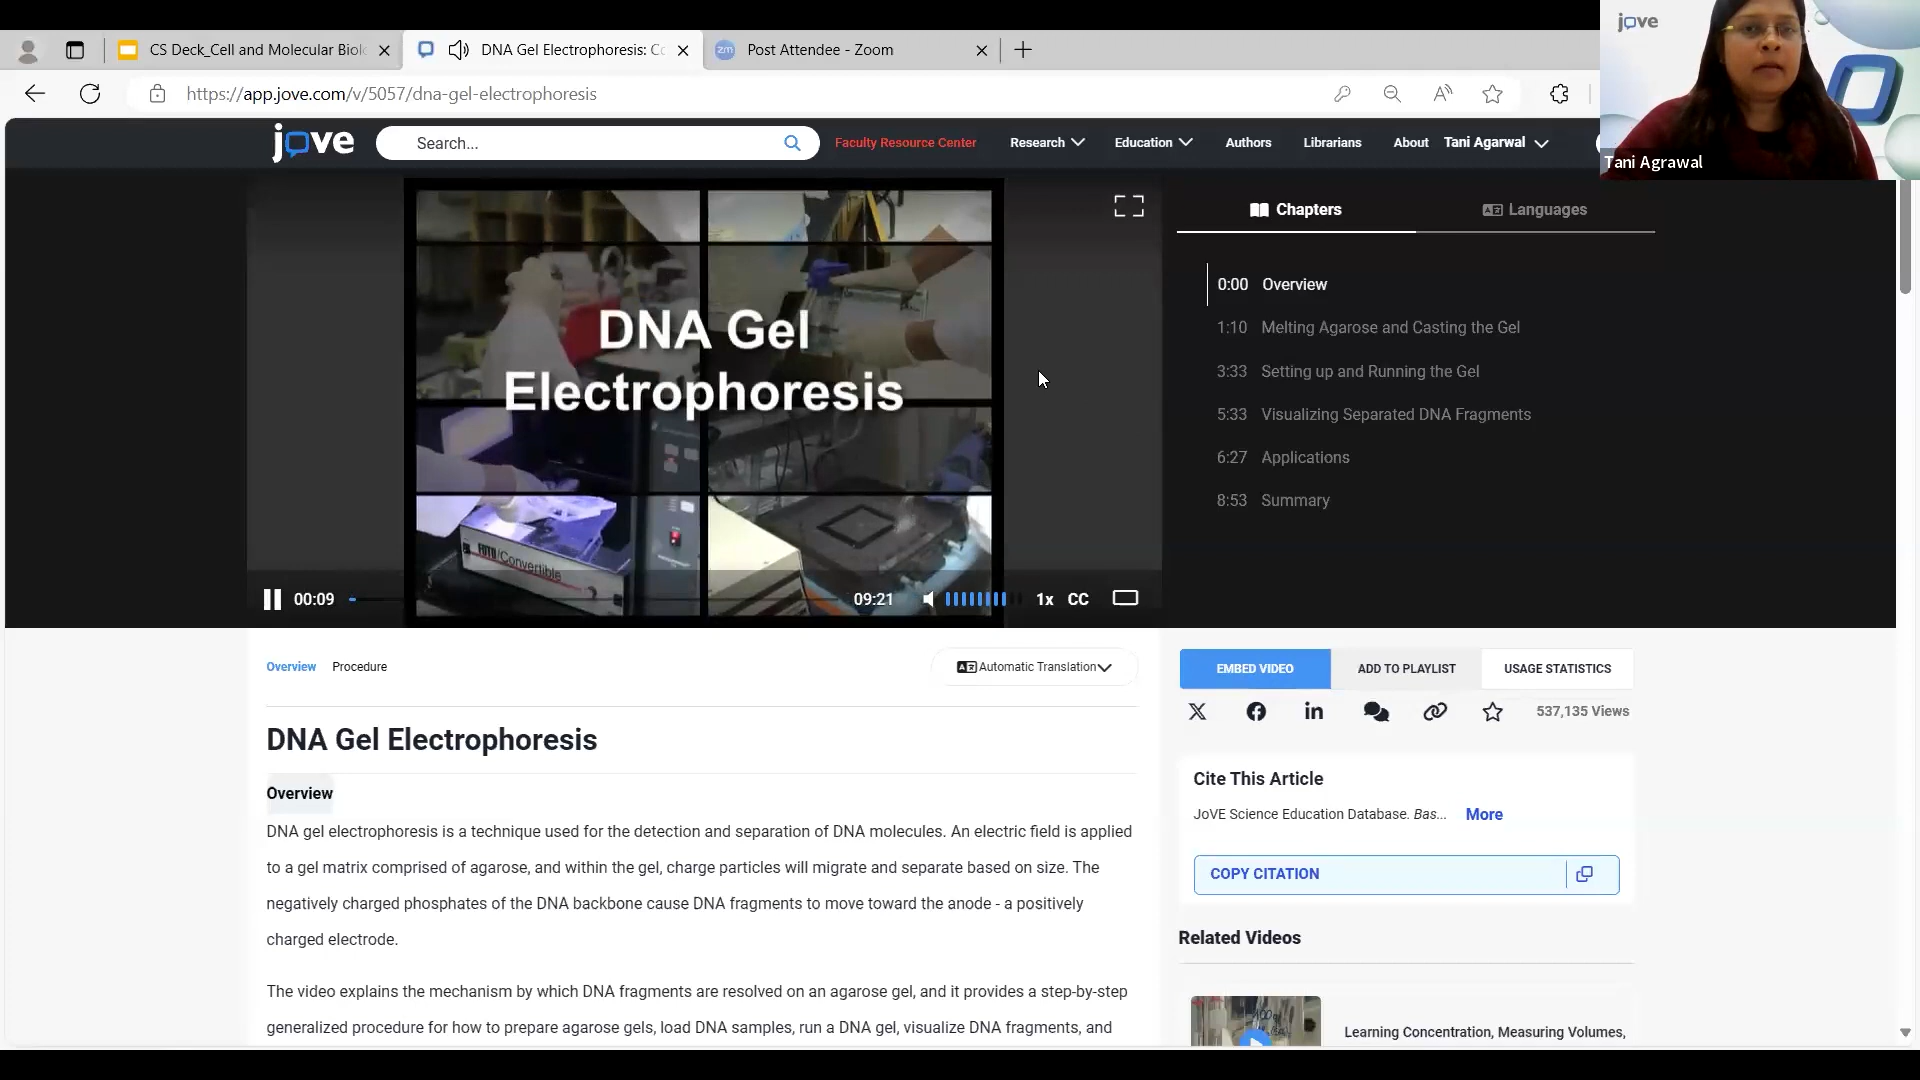 CS Deck_Cell and Molecular Biol
DNA Gel Electrophoresis: Co
zm Post Attendee - Zoom
https://app.jove.com/v/5057/dna-gel-electrophoresis
jove
Tani Agrawal
jove
Search...
Faculty Resource Center
Research
Education
Authors
Librarians
About
Tani Agarwal
DNA Gel
Electrophoresis
FOTO/Convertible
00:09
09:21
1x
CC
Chapters
Languages
0:00 Overview
1:10 Melting Agarose and Casting the Gel
3:33 Setting up and Running the Gel
5:33 Visualizing Separated DNA Fragments
6:27 Applications
8:53 Summary
Overview
Procedure
Automatic Translation
DNA Gel Electrophoresis
Overview
DNA gel electrophoresis is a technique used for the detection and separation of DNA molecules. An electric field is applied
to a gel matrix comprised of agarose, and within the gel, charge particles will migrate and separate based on size. The
negatively charged phosphates of the DNA backbone cause DNA fragments to move toward the anode - a positively
charged electrode.
The video explains the mechanism by which DNA fragments are resolved on an agarose gel, and it provides a step-by-step
generalized procedure for how to prepare agarose gels, load DNA samples, run a DNA gel, visualize DNA fragments, and
EMBED VIDEO
ADD TO PLAYLIST
USAGE STATISTICS
537,135 Views
Cite This Article
JoVE Science Education Database. Bas...
More
COPY CITATION
Related Videos
Learning Concentration, Measuring Volumes,